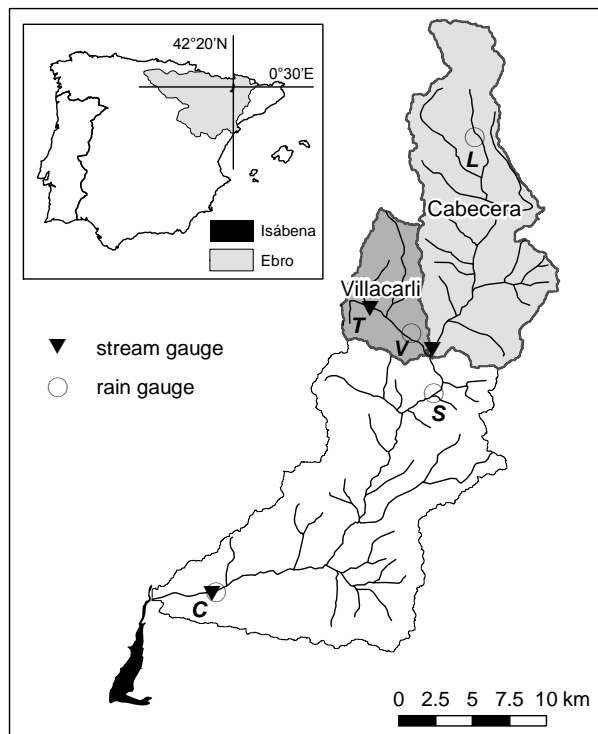 42°20'N
0°30'E
Isábena
Ebro
L
Cabecera
Villacarli
T
V
stream gauge
rain gauge
S
C
0 2.5 5 7.5 10 km